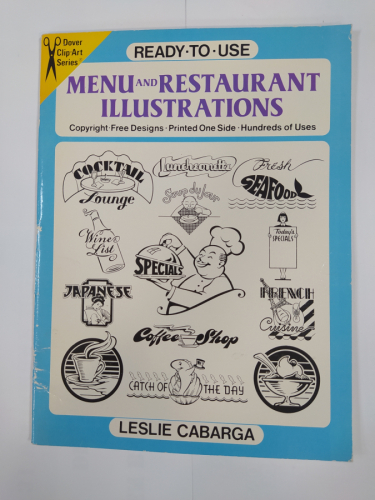 Dover
Clip Art
Series
READY·TO·USE
MENU AND RESTAURANT
ILLUSTRATIONS
Copyright-Free Designs · Printed One Side · Hundreds of Uses
COCKTAIL
Lounge
Luncheonette
Fresh
SEAFOOD
Soup du Jour
Wine
List
SPECIALS
Today's
SPECIALS
JAPANESE
FRENCH
Cuisine
Coffee Shop
CATCH OF THE DAY
LESLIE CABARGA